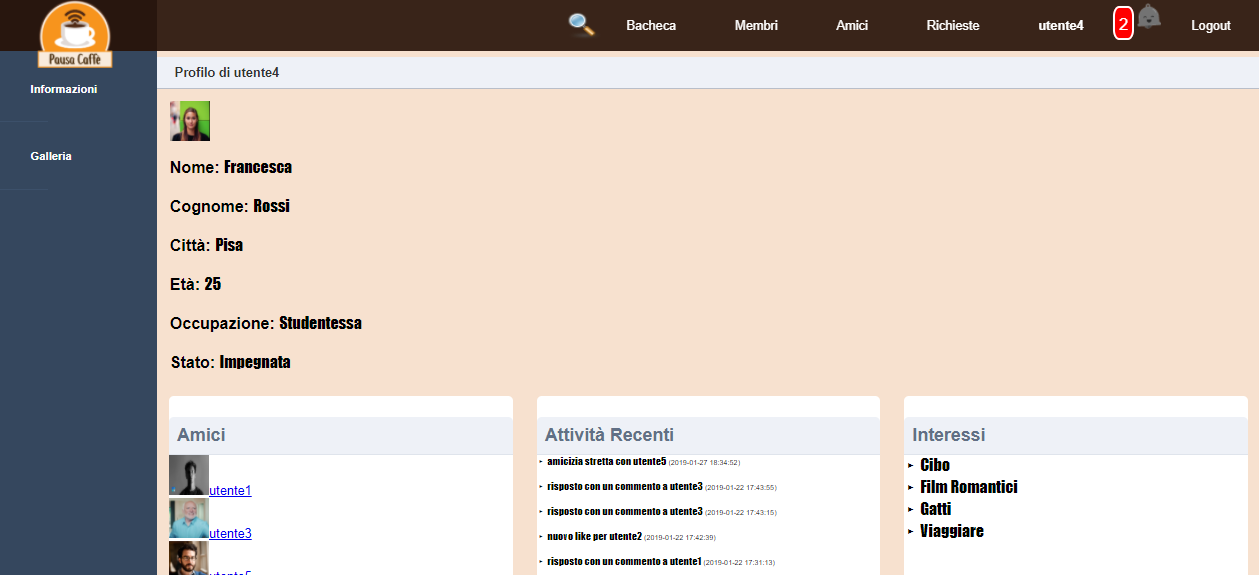 Bacheca Membri Amici Richieste utente4 2 Logout
Pausa Caffè
Informazioni
Galleria
Profilo di utente4
Nome: Francesca
Cognome: Rossi
Città: Pisa
Età: 25
Occupazione: Studentessa
Stato: Impegnata
Amici
utente1
utente3
utente5
Attività Recenti
amicizia stretta con utente5 (2019-01-27 18:34:52)
risposto con un commento a utente3 (2019-01-22 17:43:55)
risposto con un commento a utente3 (2019-01-22 17:43:15)
nuovo like per utente2 (2019-01-22 17:42:39)
risposto con un commento a utente1 (2019-01-22 17:31:13)
Interessi
Cibo
Film Romantici
Gatti
Viaggiare